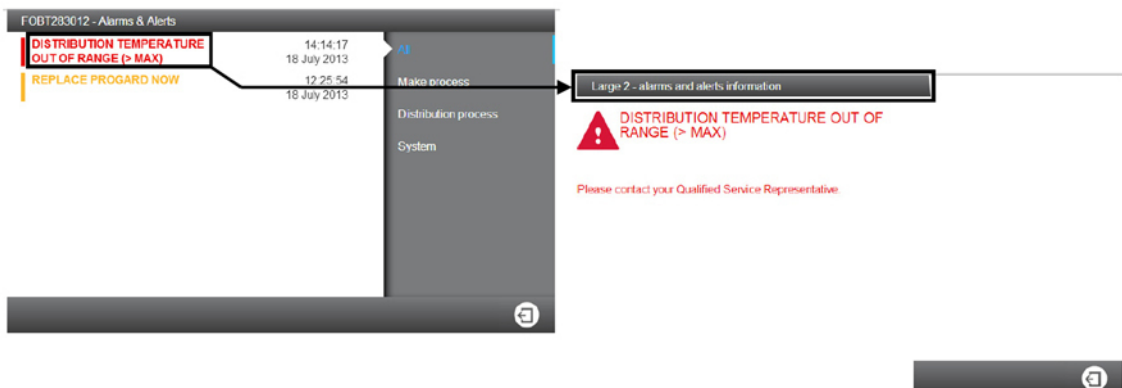 FOBT283012 - Alarms & Alerts
DISTRIBUTION TEMPERATURE
OUT OF RANGE (> MAX)
14:14:17
18 July 2013
REPLACE PROGARD NOW
12:25:54
18 July 2013
All
Make process
Distribution process
System
Large 2 - alarms and alerts information
DISTRIBUTION TEMPERATURE OUT OF
RANGE (> MAX)
Please contact your Qualified Service Representative.